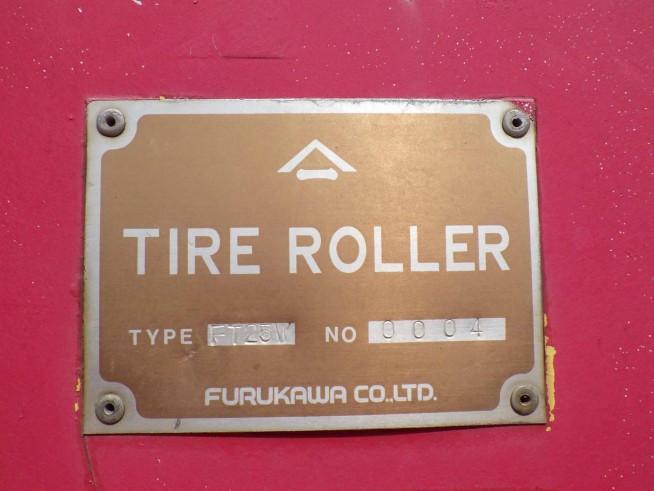 TIRE ROLLER
TYPE FT25W NO 0004
FURUKAWA CO.,LTD.